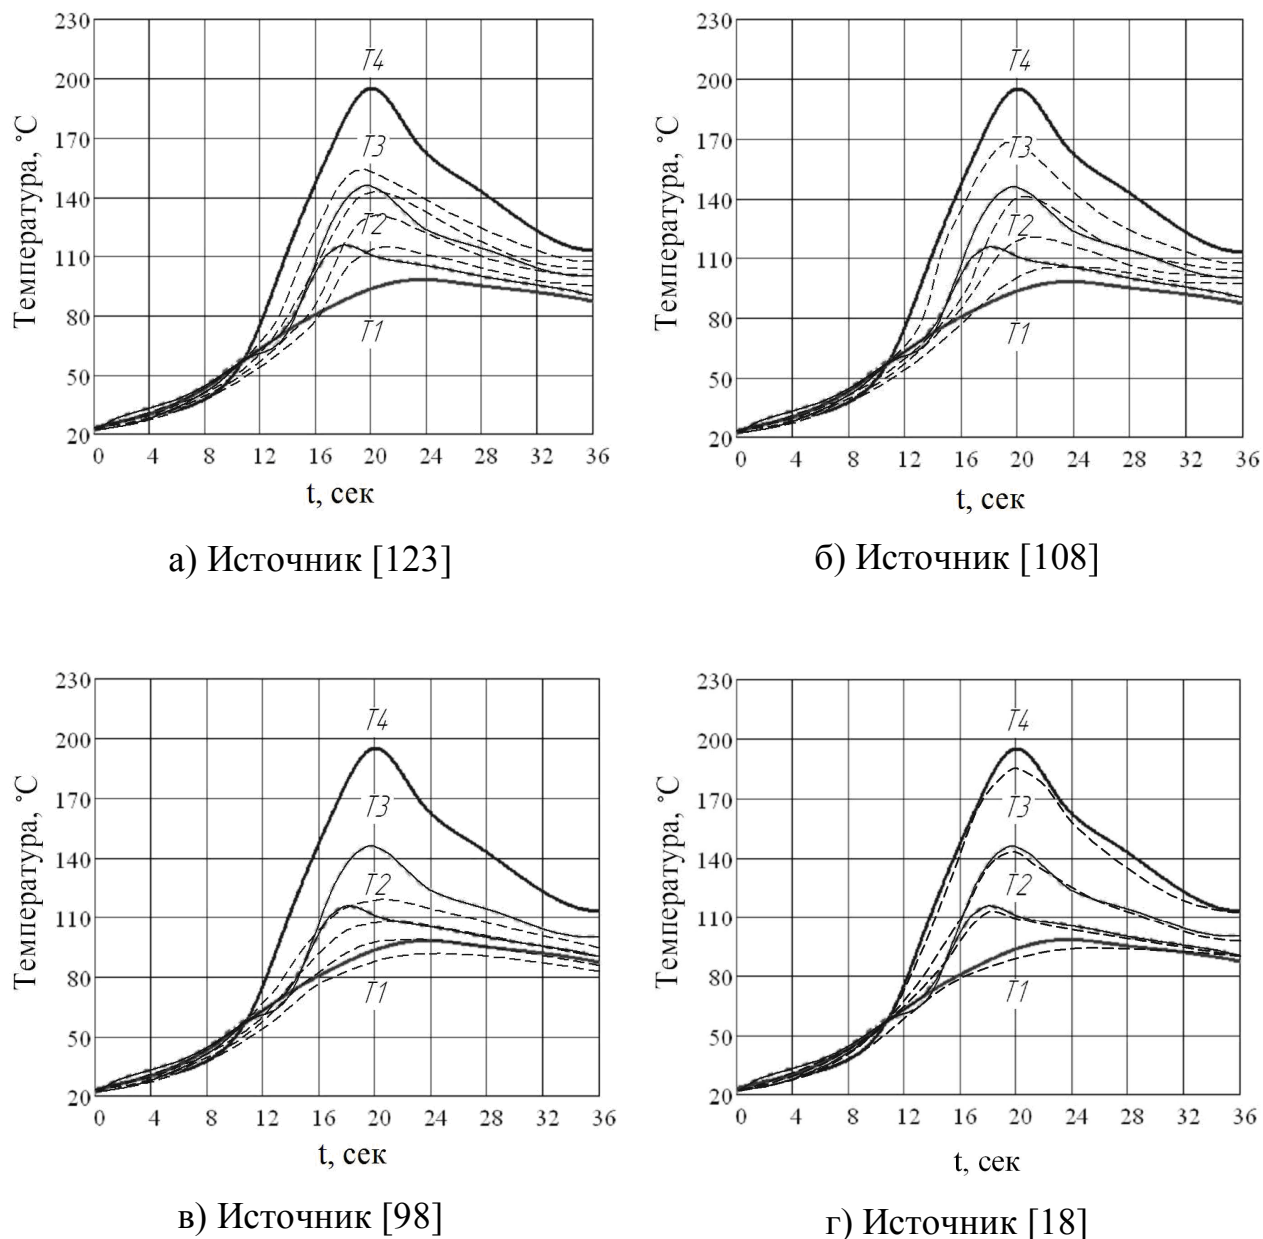 230
200
170
140
110
80
50
20
Температура, °С
T4
T3
T2
T1
0 4 8 12 16 20 24 28 32 36
t, сек
а) Источник [123]
230
200
170
140
110
80
50
20
Температура, °С
T4
T3
T2
T1
0 4 8 12 16 20 24 28 32 36
t, сек
б) Источник [108]
230
200
170
140
110
80
50
20
Температура, °С
T4
T3
T2
T1
0 4 8 12 16 20 24 28 32 36
t, сек
в) Источник [98]
230
200
170
140
110
80
50
20
Температура, °С
T4
T3
T2
T1
0 4 8 12 16 20 24 28 32 36
t, сек
г) Источник [18]